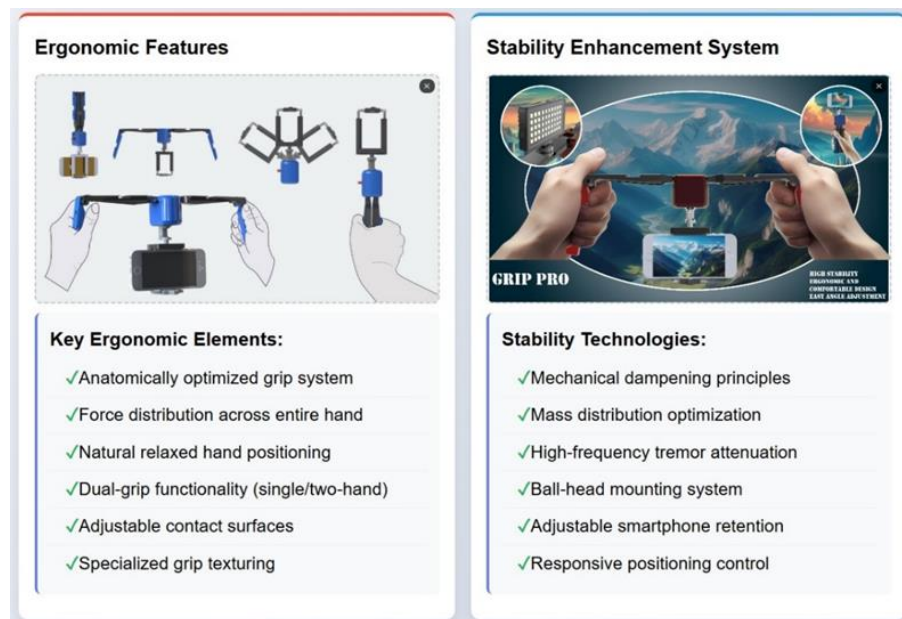 Ergonomic Features
Key Ergonomic Elements:
✓Anatomically optimized grip system
✓Force distribution across entire hand
✓Natural relaxed hand positioning
✓Dual-grip functionality (single/two-hand)
✓Adjustable contact surfaces
✓Specialized grip texturing
Stability Enhancement System
GRIP PRO
HIGH STABILITY
ERGONOMIC AND
COMFORTABLE DESIGN
EASY ANGLE ADJUSTMENT
Stability Technologies:
✓Mechanical dampening principles
✓Mass distribution optimization
✓High-frequency tremor attenuation
✓Ball-head mounting system
✓Adjustable smartphone retention
✓Responsive positioning control